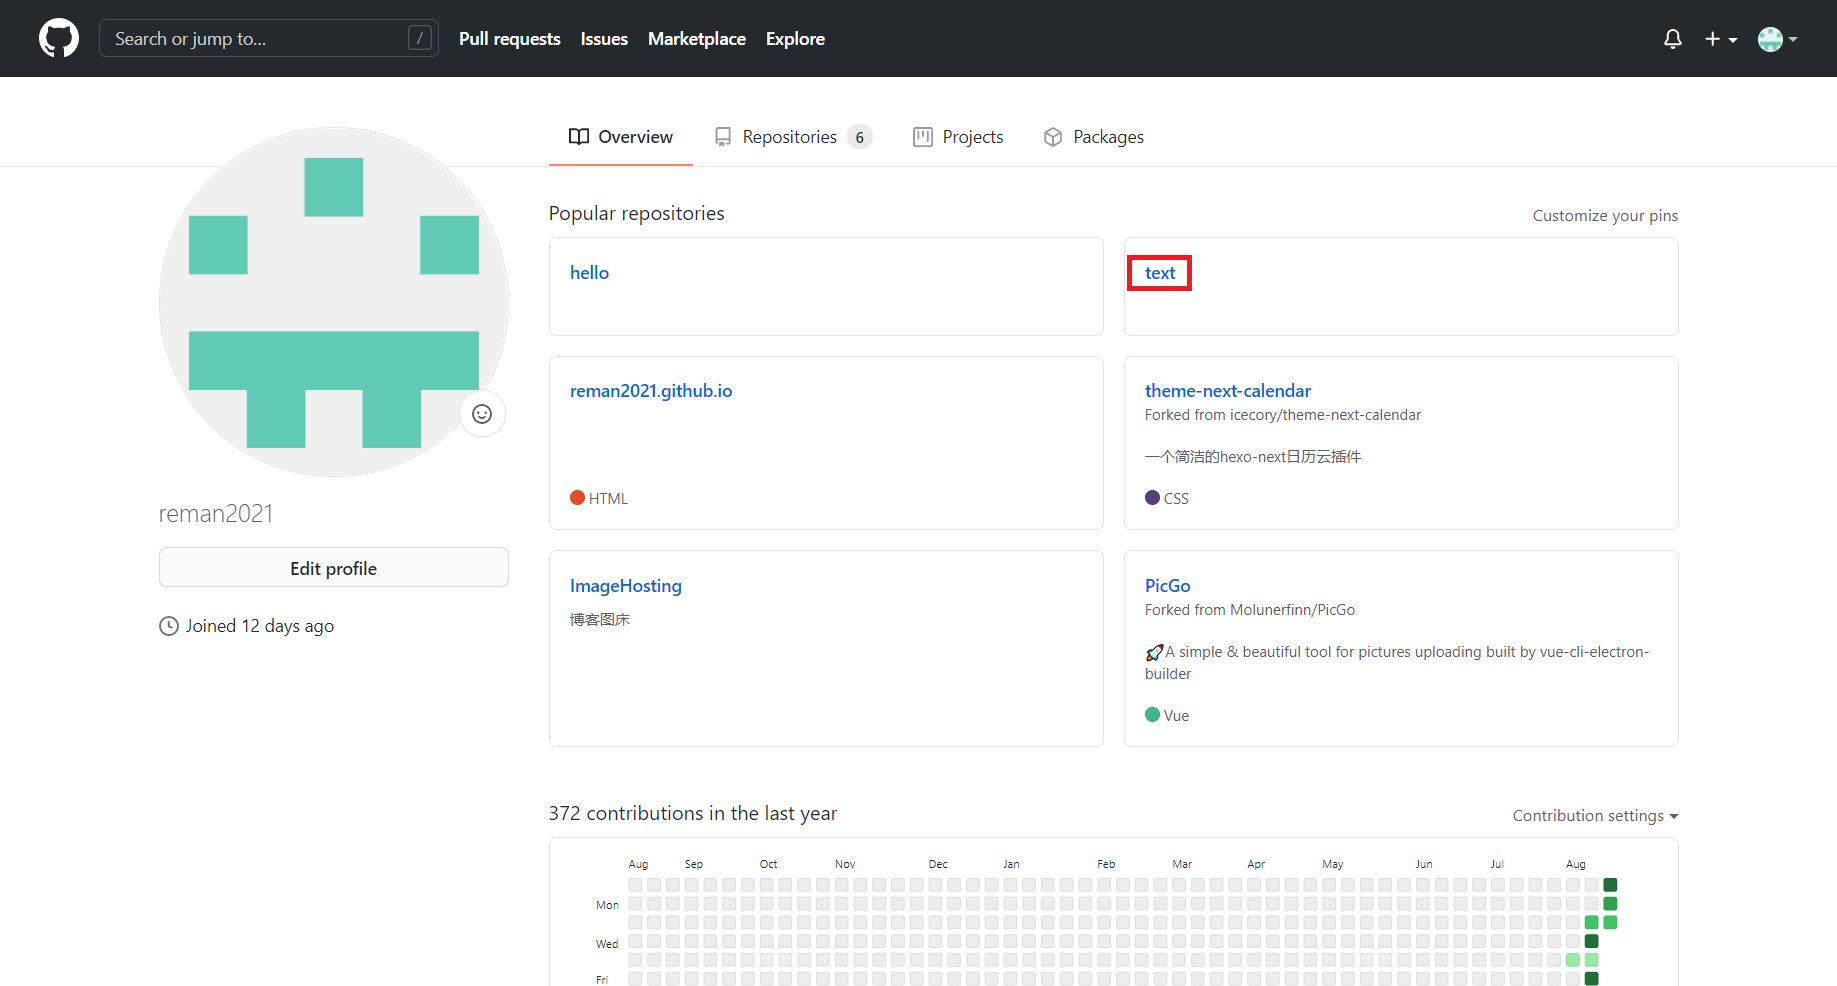 Search or jump to... /
Pull requests Issues Marketplace Explore
Overview Repositories 6 Projects Packages
Popular repositories
Customize your pins
hello
text
reman2021.github.io
HTML
theme-next-calendar
Forked from icecory/theme-next-calendar
一个简洁的hexo-next日历云插件
CSS
ImageHosting
博客图床
PicGo
Forked from Molunerfinn/PicGo
A simple & beautiful tool for pictures uploading built by vue-cli-electron-
builder
Vue
reman2021
Edit profile
Joined 12 days ago
372 contributions in the last year
Contribution settings
Aug Sep Oct Nov Dec Jan Feb Mar Apr May Jun Jul Aug
Mon
Wed
Fri